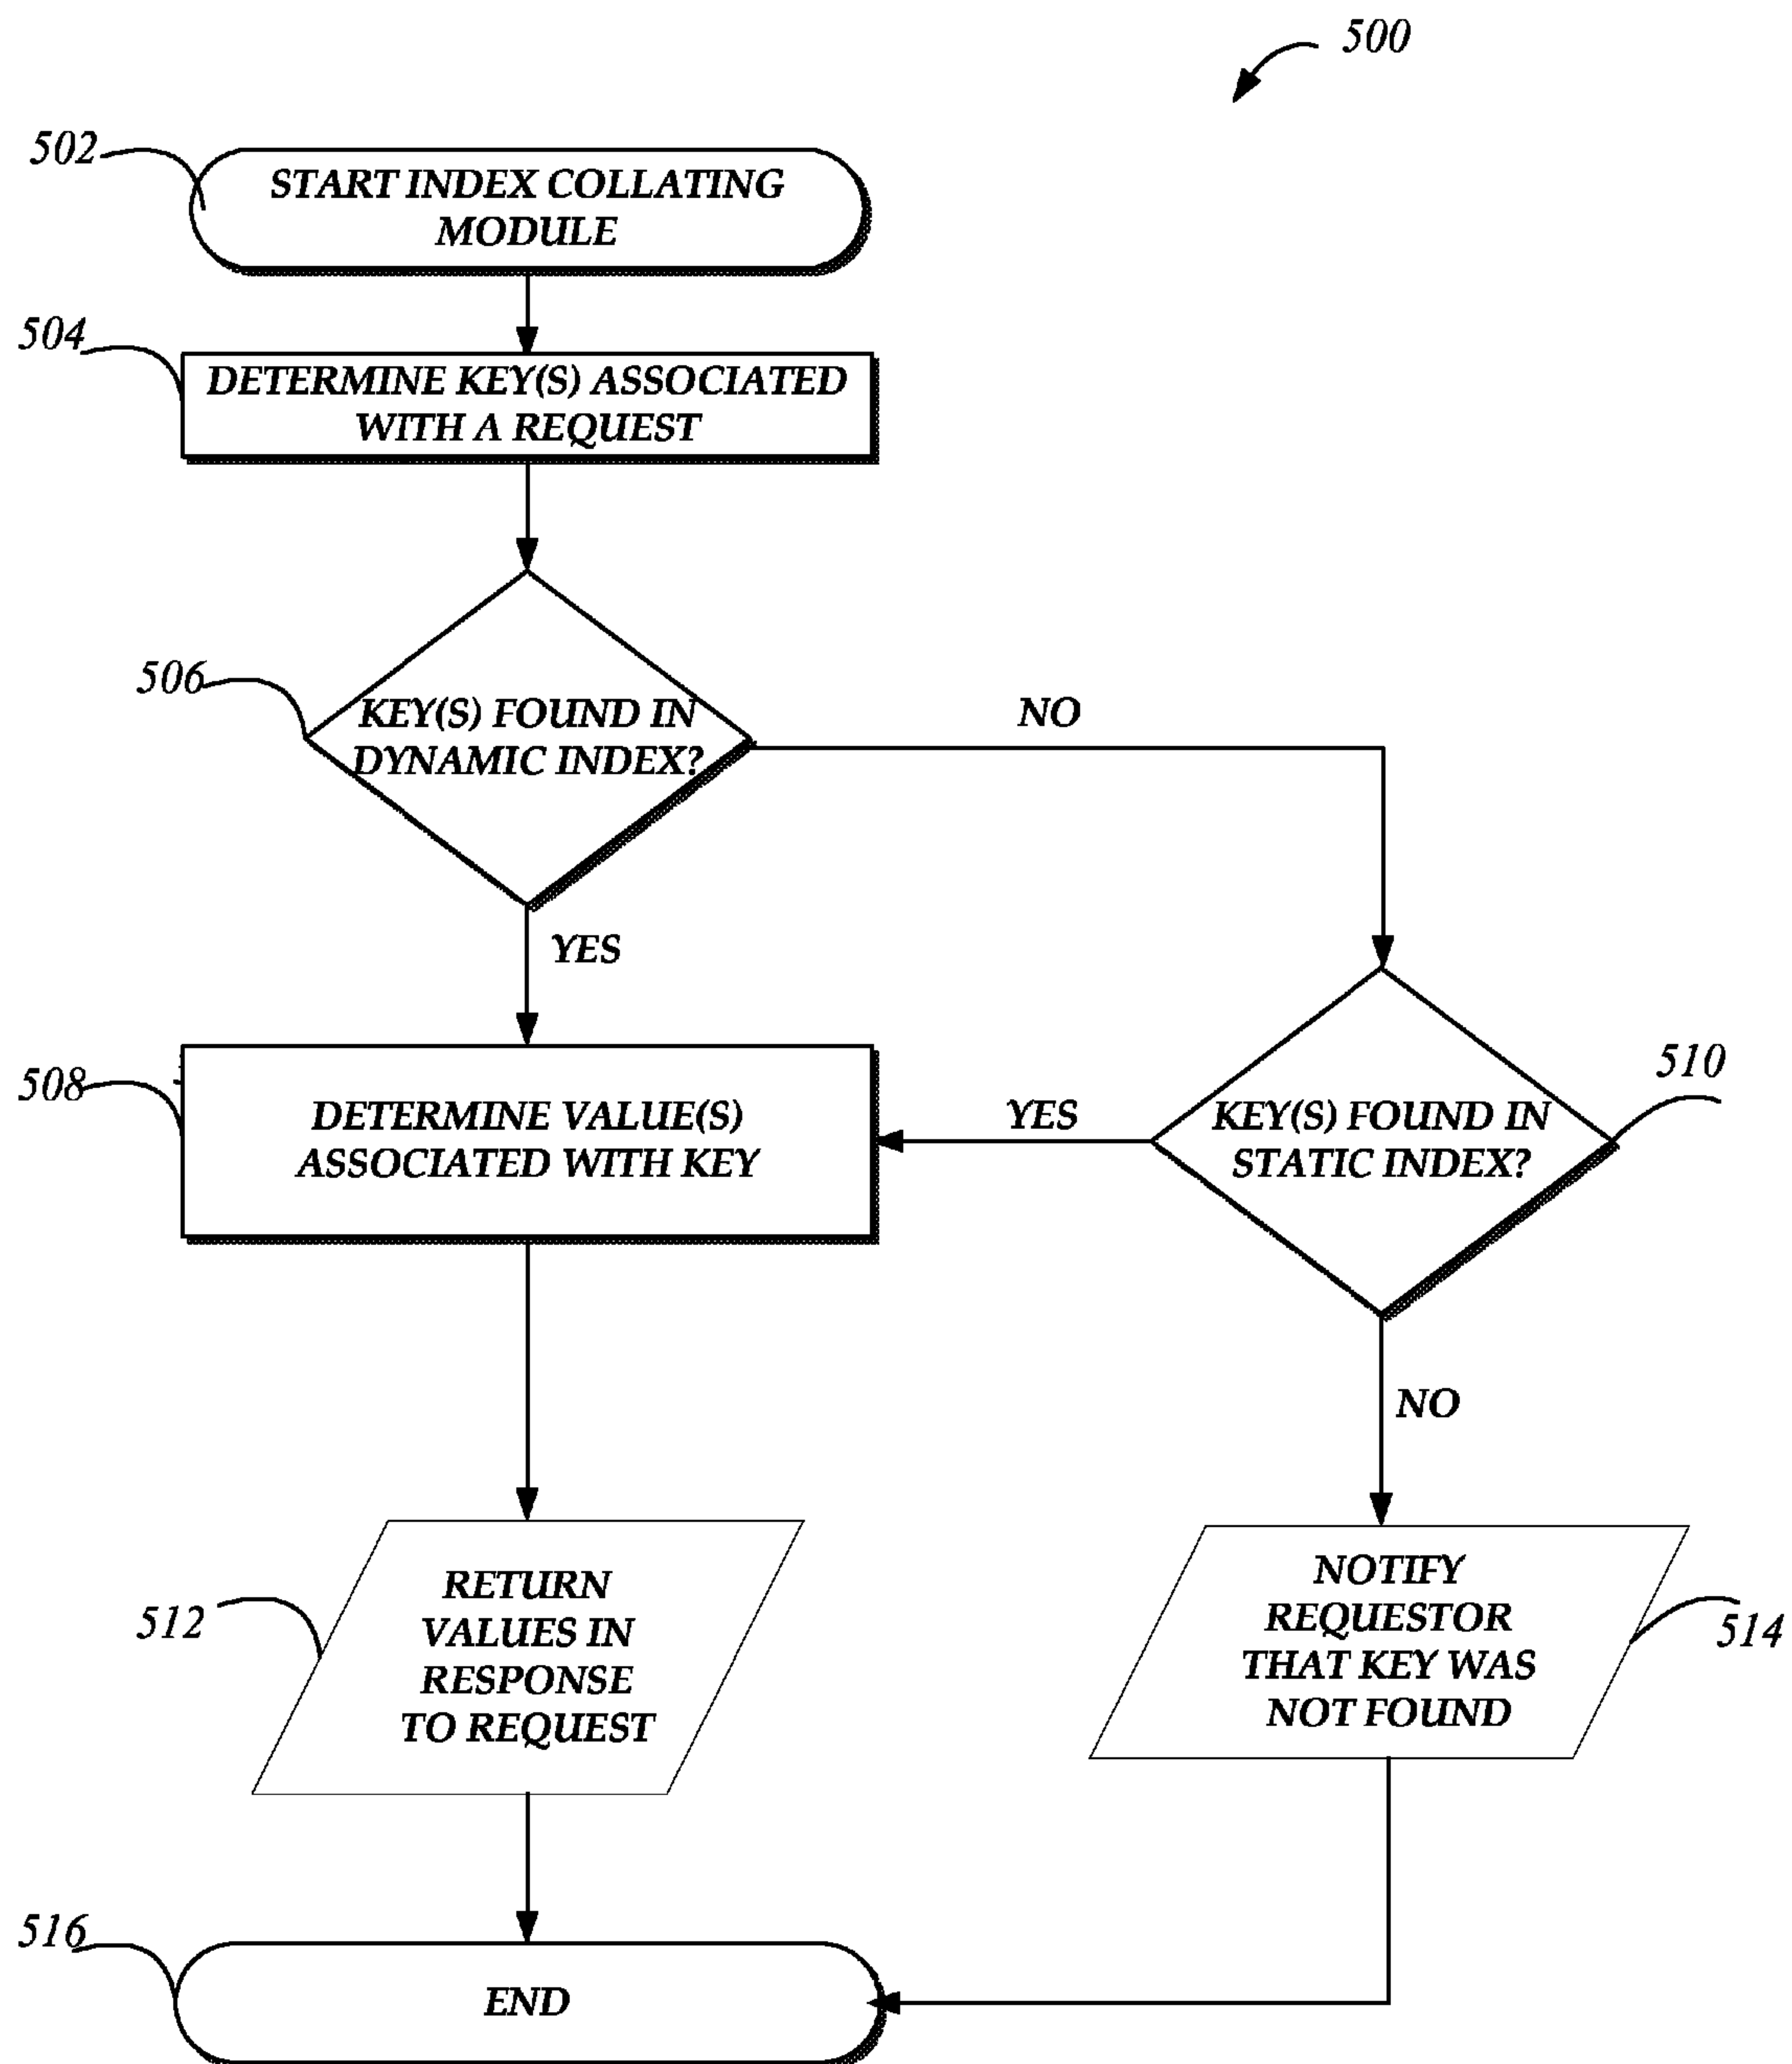 500
502
START INDEX COLLATING
MODULE
504
DETERMINE KEY(S) ASSOCIATED
WITH A REQUEST
506
KEY(S) FOUND IN
DYNAMIC INDEX?
NO
YES
508
DETERMINE VALUE(S)
ASSOCIATED WITH KEY
YES
KEY(S) FOUND IN
STATIC INDEX?
510
NO
512
RETURN
VALUES IN
RESPONSE
TO REQUEST
NOTIFY
REQUESTOR
THAT KEY WAS
NOT FOUND
514
516
END